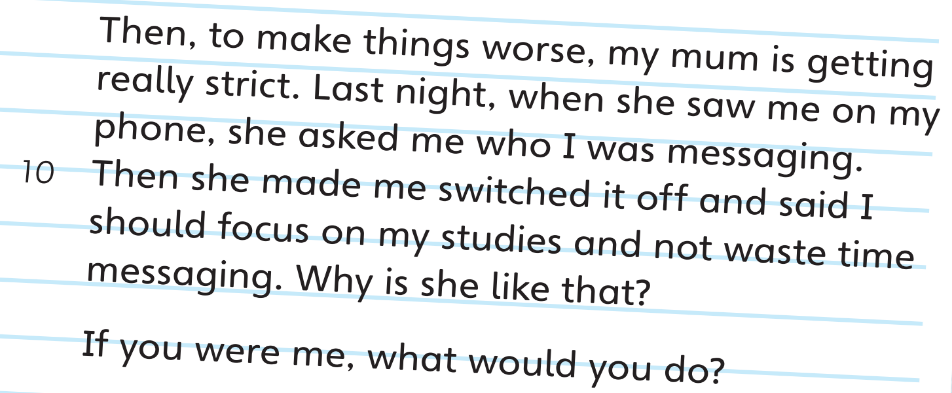 Then, to make things worse, my mum is getting
really strict. Last night, when she saw me on my
phone, she asked me who I was messaging.
10 Then she made me switched it off and said I
should focus on my studies and not waste time
messaging. Why is she like that?
If you were me, what would you do?